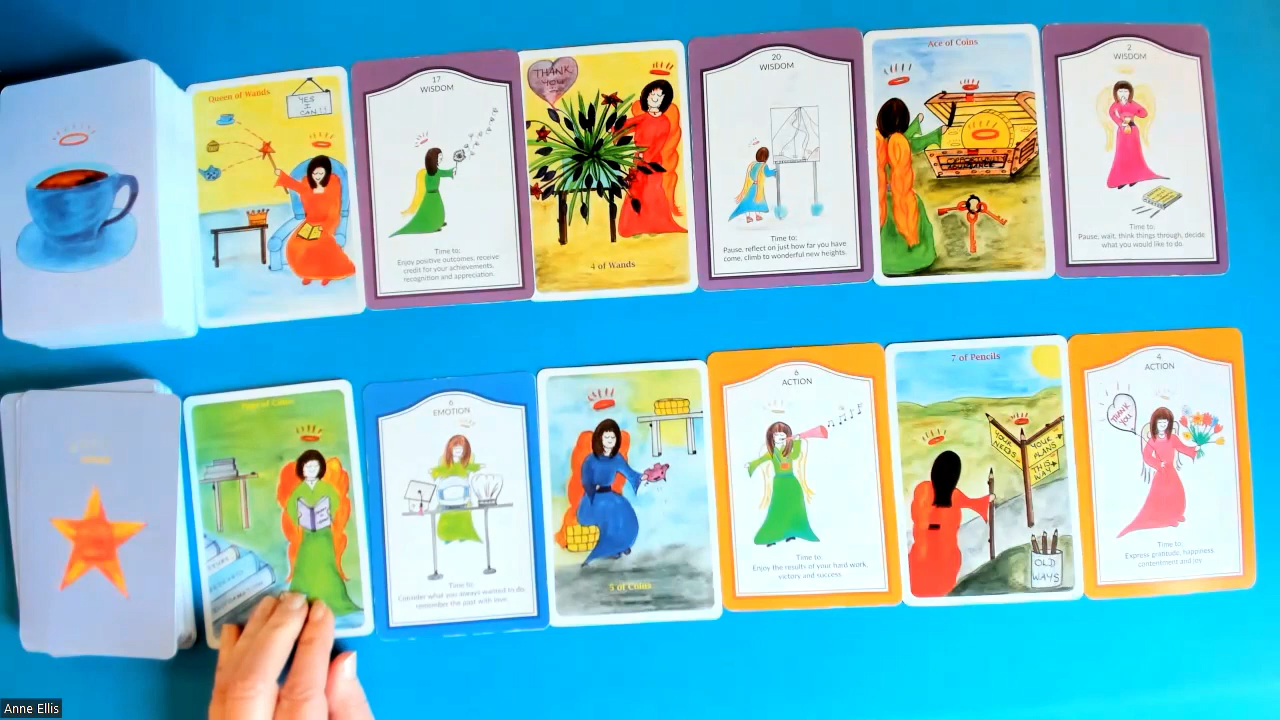 Queen of Wands
YES
I
CAN!!
17
WISDOM
Time to:
Enjoy positive outcomes, receive
credit for your achievements,
recognition and appreciation.
THANK
YOU
4 of Wands
20
WISDOM
Time to:
Pause, reflect on just how far you have
come, climb to wonderful new heights.
Ace of Coins
2
WISDOM
Time to:
Pause, wait, think things through, decide
what you would like to do.
of Coins
6
EMOTION
Time to:
Consider what you always wanted to do,
remember the past with love.
5 of Coins
8
ACTION
Time to:
Enjoy the results of your hard work,
victory and success.
7 of Pencils
YOUR
NEEDS
YOUR
PLANS
THIS
WAY
OLD
WAYS
4
ACTION
THANK
YOU
Time to:
Express gratitude, happiness,
contentment and joy.
Anne Ellis